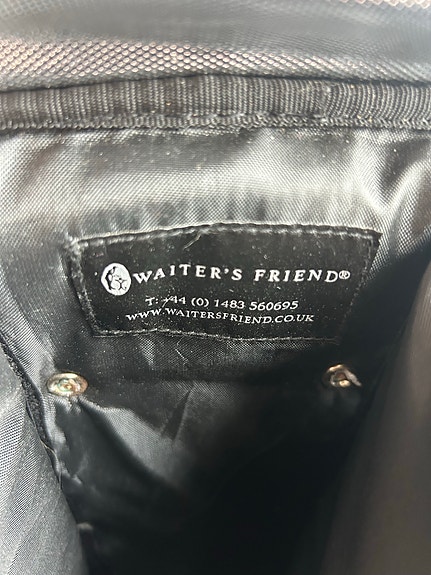 WAITER'S FRIEND®
T: +44 (0) 1483 560695
WWW.WAITERSFRIEND.CO.UK